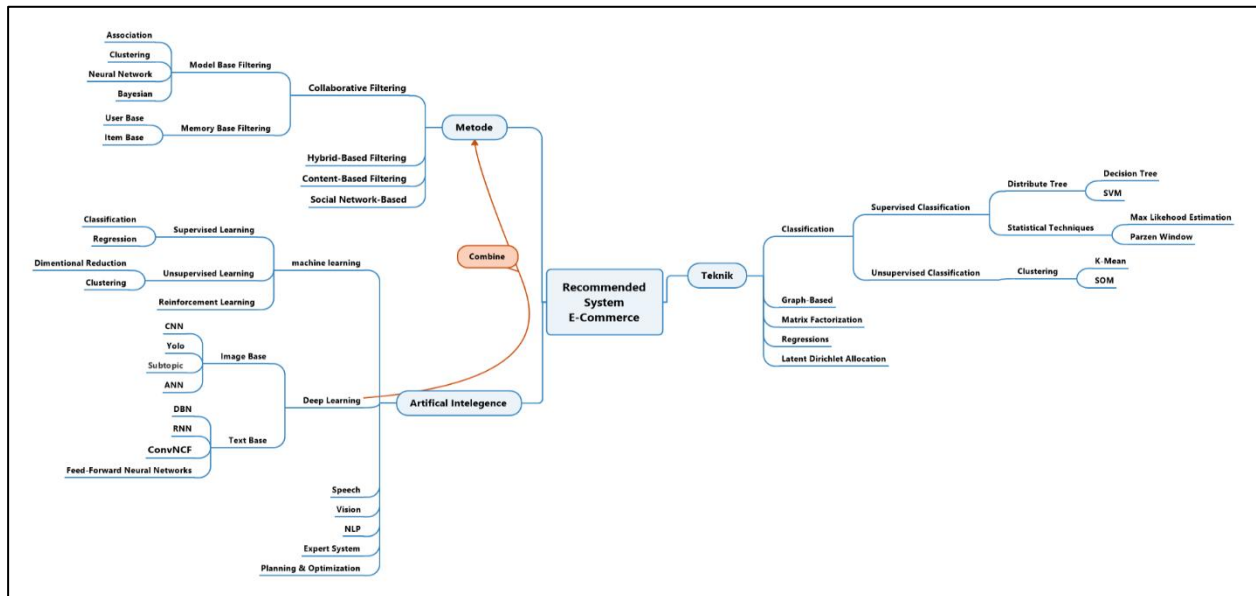 Association
Clustering
Neural Network
Bayesian
Model Base Filtering
User Base
Item Base
Memory Base Filtering
Collaborative Filtering
Hybrid-Based Filtering
Content-Based Filtering
Social Network-Based
Metode
Classification
Regression
Supervised Learning
Dimentional Reduction
Clustering
Unsupervised Learning
Reinforcement Learning
machine learning
CNN
Yolo
Subtopic
ANN
Image Base
DBN
RNN
ConvNCF
Feed-Forward Neural Networks
Text Base
Deep Learning
Speech
Vision
NLP
Expert System
Planning & Optimization
Artifical Intelegence
Combine
Recommended
System
E-Commerce
Teknik
Classification
Supervised Classification
Distribute Tree
Decision Tree
SVM
Statistical Techniques
Max Likehood Estimation
Parzen Window
Unsupervised Classification
Clustering
K-Mean
SOM
Graph-Based
Matrix Factorization
Regressions
Latent Dirichlet Allocation